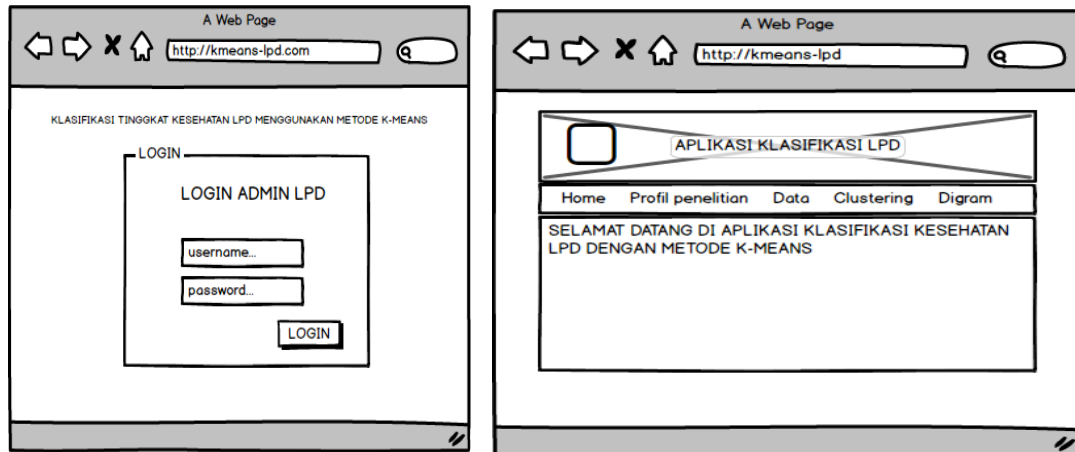 A Web Page
http://kmeans-lpd.com
KLASIFIKASI TINGGKAT KESEHATAN LPD MENGGUNAKAN METODE K-MEANS
LOGIN
LOGIN ADMIN LPD
username...
password...
LOGIN
A Web Page
http://kmeans-lpd
APLIKASI KLASIFIKASI LPD
Home Profil penelitian Data Clustering Digram
SELAMAT DATANG DI APLIKASI KLASIFIKASI KESEHATAN
LPD DENGAN METODE K-MEANS